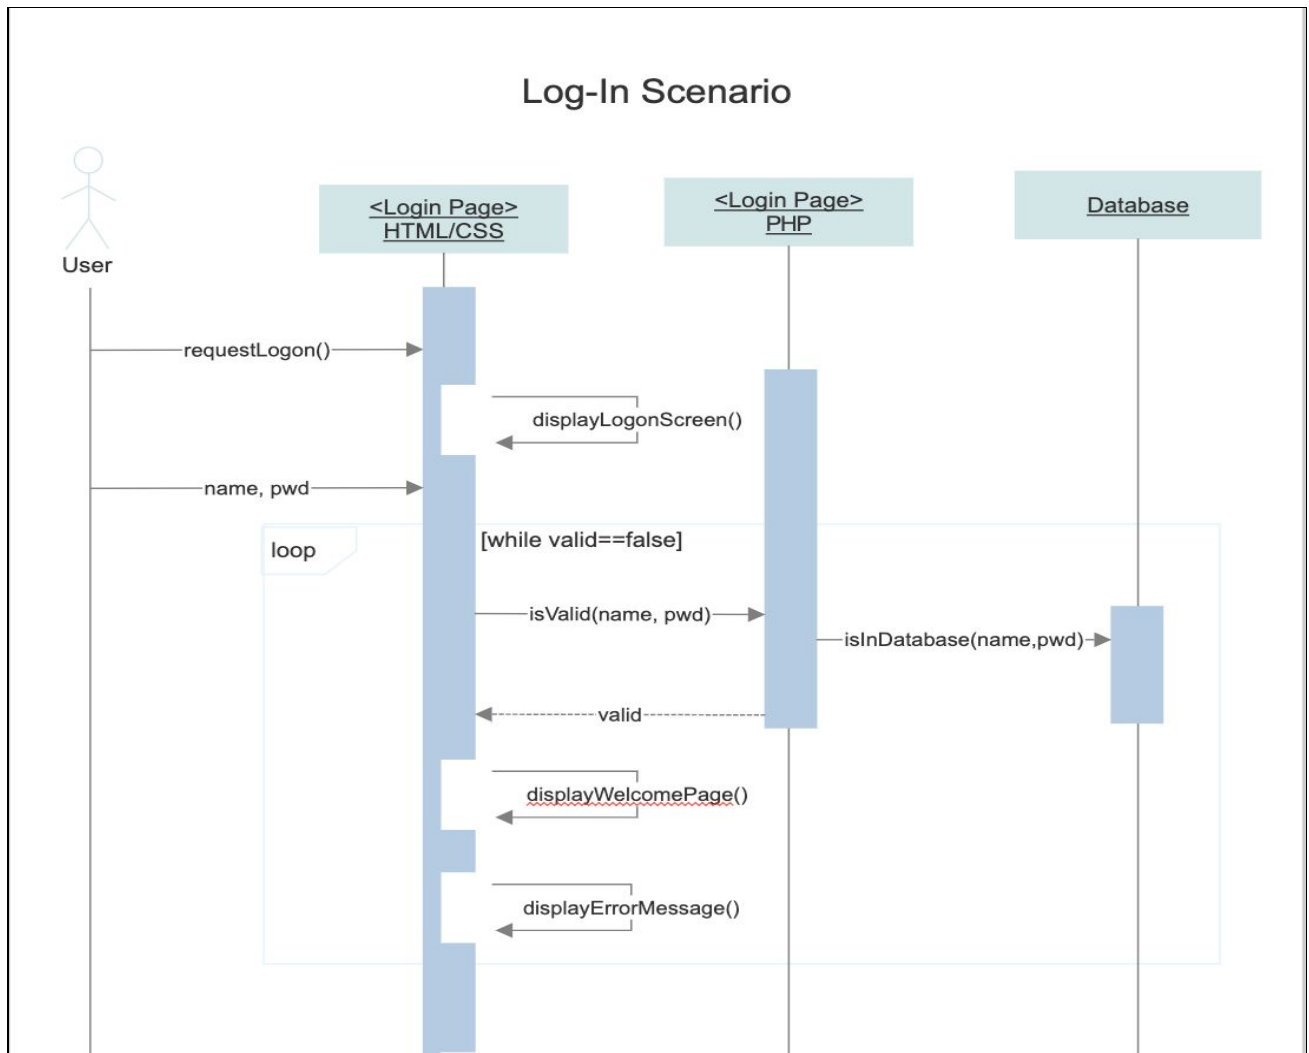 Log-In Scenario
User
<Login Page>
HTML/CSS
<Login Page>
PHP
Database
requestLogon()
displayLogonScreen()
name, pwd
loop
[while valid==false]
isValid(name, pwd)
isInDatabase(name,pwd)
valid
displayWelcomePage()
displayErrorMessage()